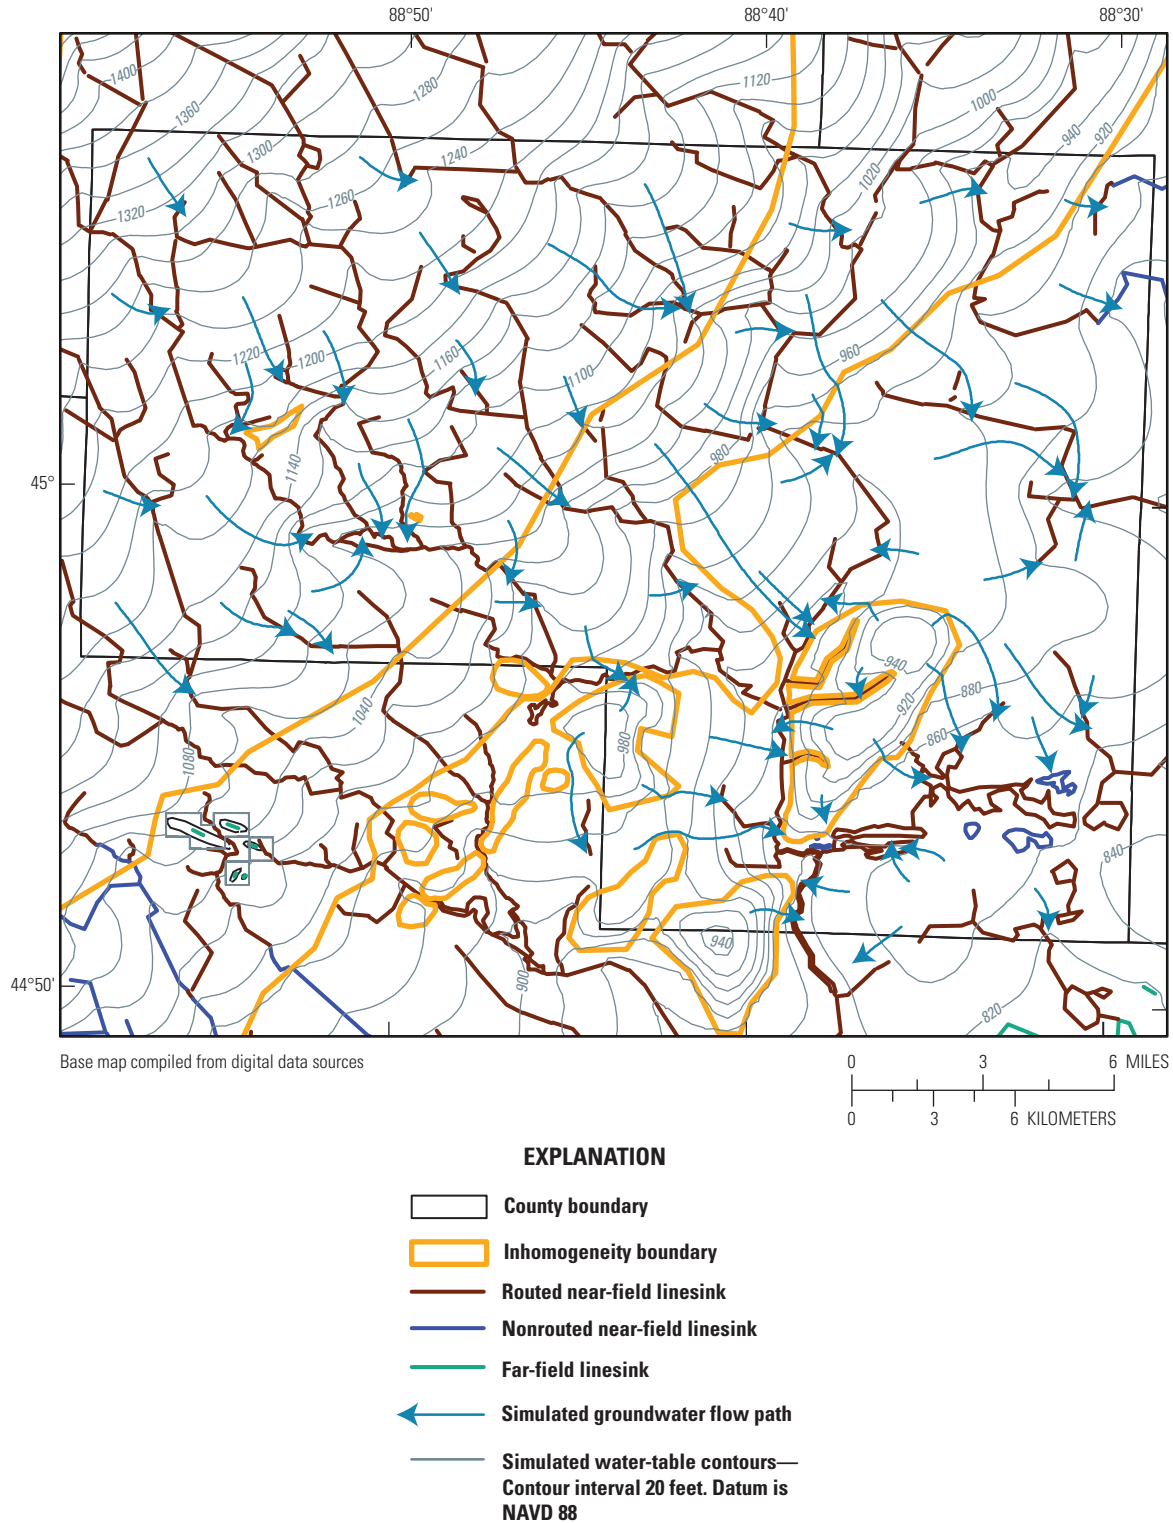 88°50' 88°40' 88°30'
1400
1360
1280
1120
1000
940
920
1300
1240
1260
1320
1020
1220
1200
1160
1100
960
980
45°
1140
940
920
880
860
1040
980
1080
840
940
900
820
44°50'
Base map compiled from digital data sources
0 3 6 MILES
0 3 6 KILOMETERS
EXPLANATION
County boundary
Inhomogeneity boundary
Routed near-field linesink
Nonrouted near-field linesink
Far-field linesink
Simulated groundwater flow path
Simulated water-table contours—
Contour interval 20 feet. Datum is
NAVD 88